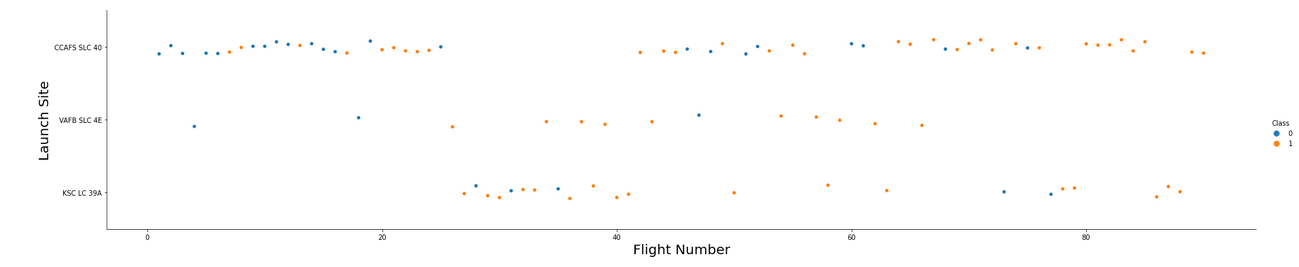 CCAFS SLC 40
VAFB SLC 4E
KSC LC 39A
Launch Site
0 20 40 60 80
Flight Number
Class
0
1